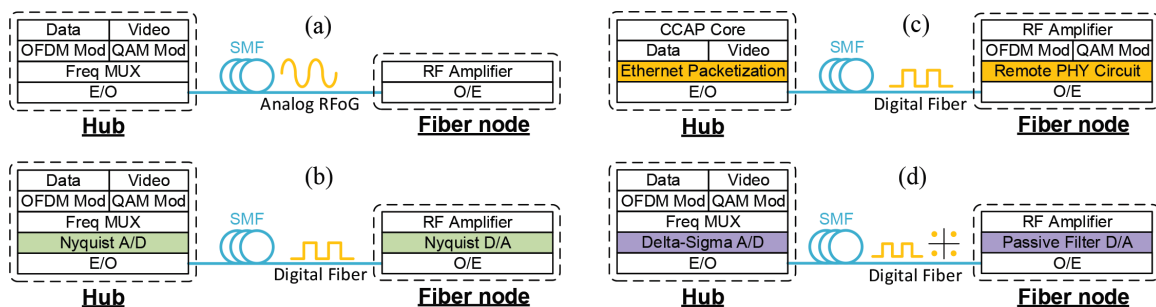 (a)
Data Video
OFDM Mod QAM Mod
Freq MUX
E/O
Hub
SMF
Analog RFoG
RF Amplifier
O/E
Fiber node
(c)
CCAP Core
Data Video
Ethernet Packetization
E/O
Hub
SMF
Digital Fiber
RF Amplifier
OFDM Mod QAM Mod
Remote PHY Circuit
O/E
Fiber node
(b)
Data Video
OFDM Mod QAM Mod
Freq MUX
Nyquist A/D
E/O
Hub
SMF
Digital Fiber
RF Amplifier
Nyquist D/A
O/E
Fiber node
(d)
Data Video
OFDM Mod QAM Mod
Freq MUX
Delta-Sigma A/D
E/O
Hub
SMF
Digital Fiber
RF Amplifier
Passive Filter D/A
O/E
Fiber node